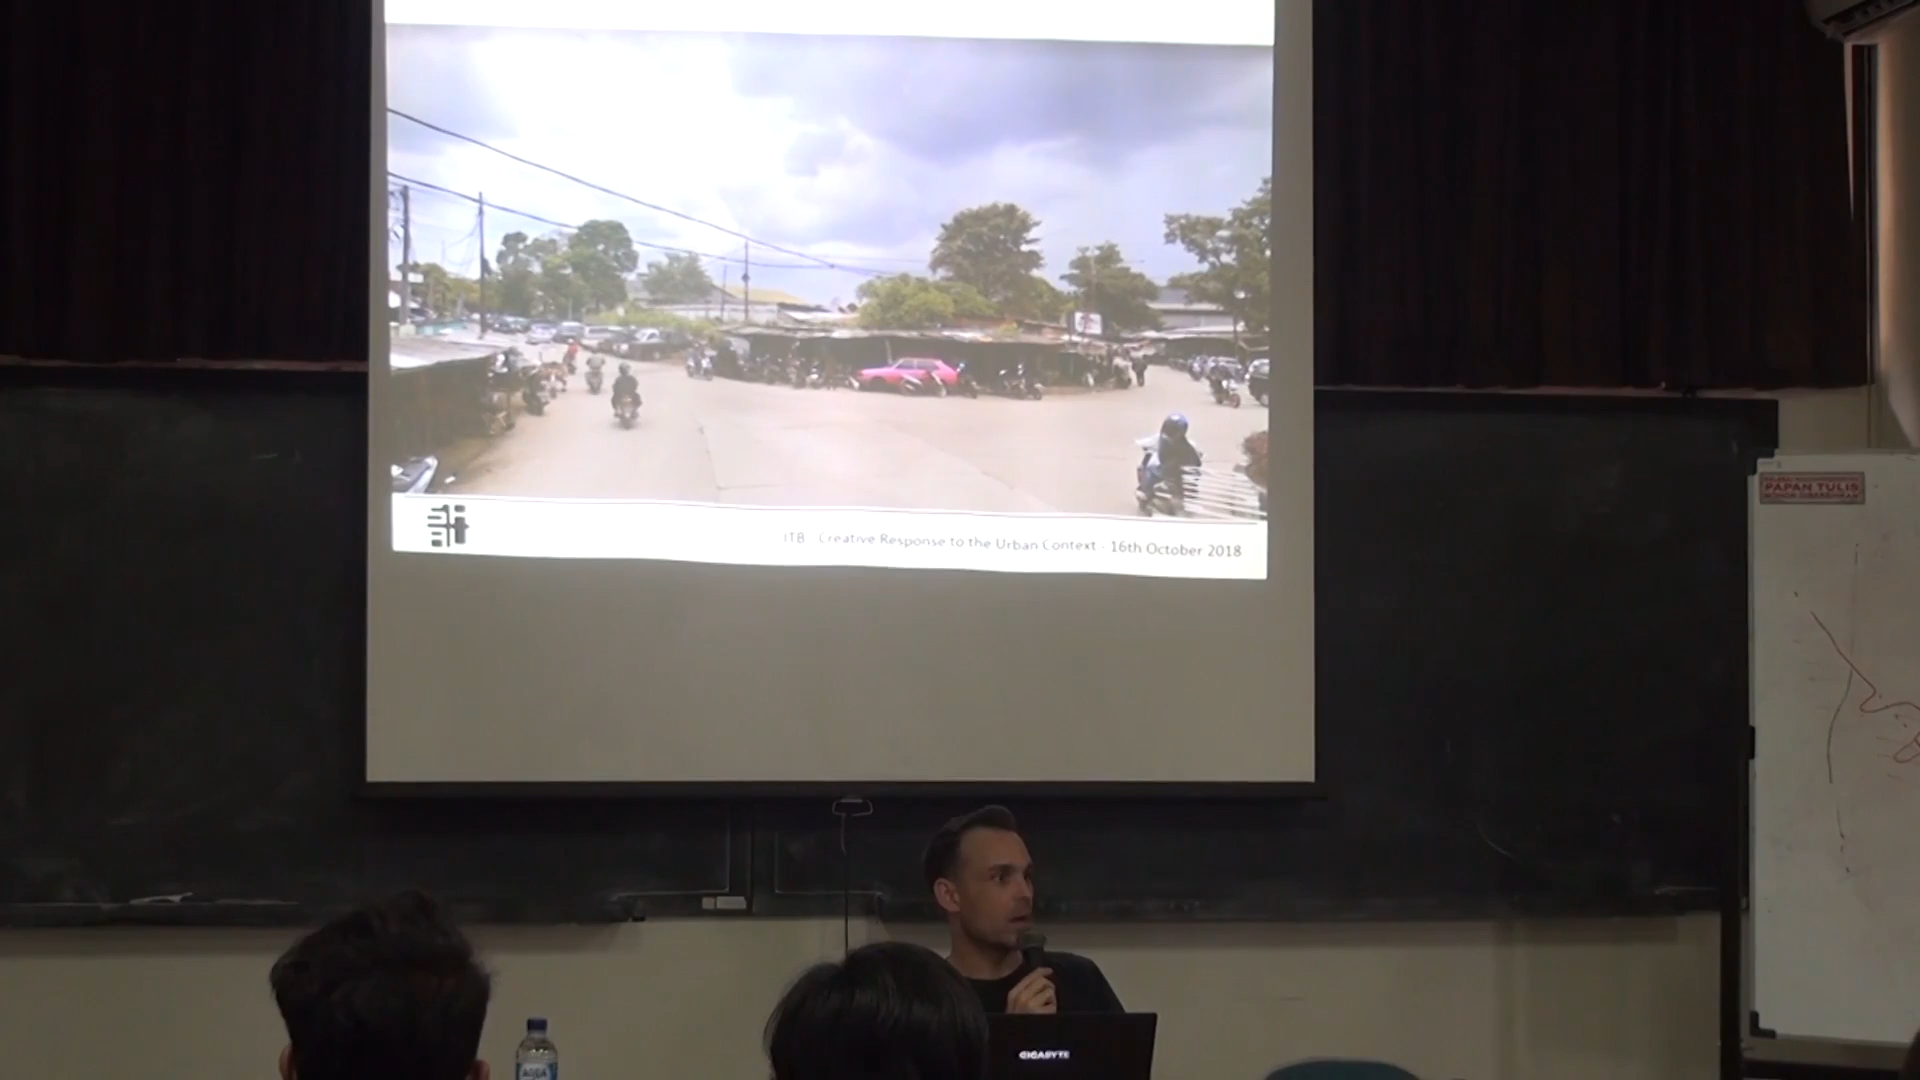 ITB - Creative Response to the Urban Context - 16th October 2018
PAPAN TULIS
GIGABYTE
AQUA